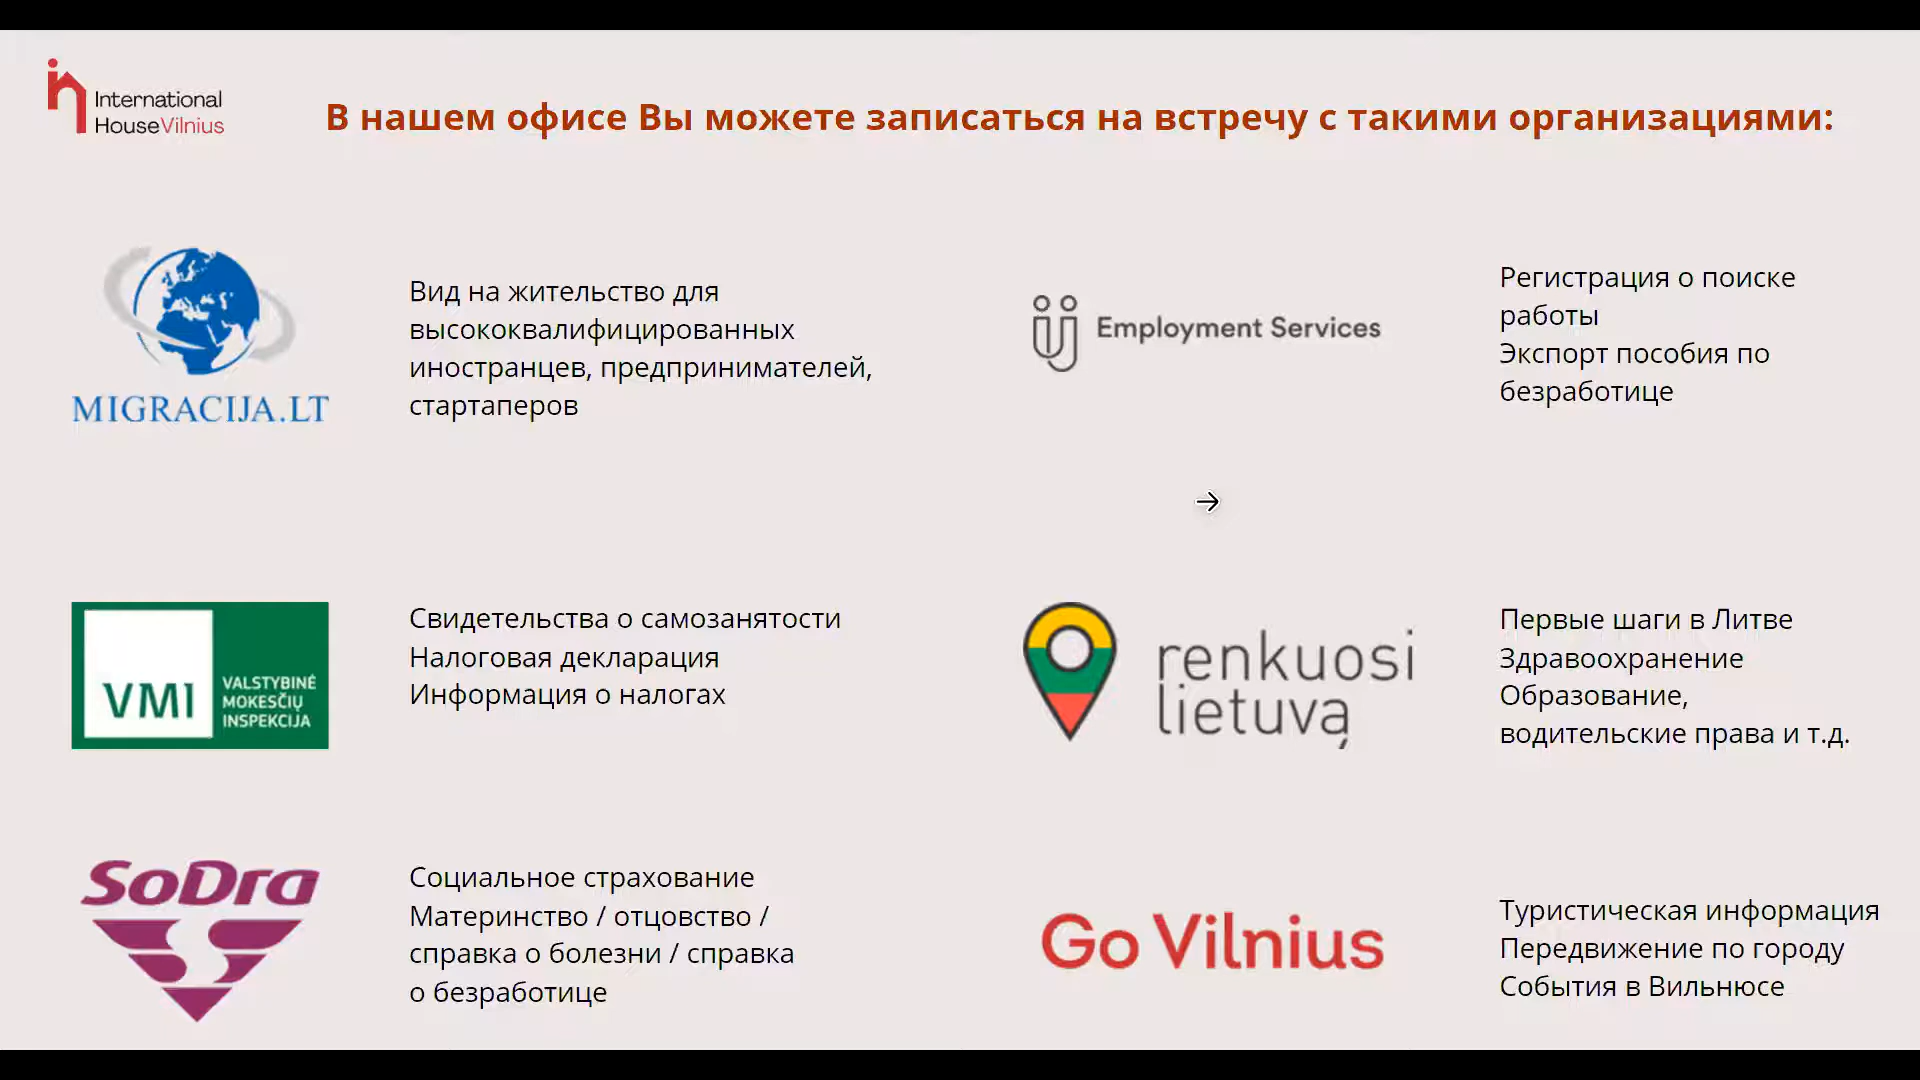 International
HouseVilnius
В нашем офисе Вы можете записаться на встречу с такими организациями:
MIGRACIJA.LT
Вид на жительство для
высококвалифицированных
иностранцев, предпринимателей,
стартаперов
Employment Services
Регистрация о поиске
работы
Экспорт пособия по
безработице
VMI
VALSTYBINĖ
MOKESČIŲ
INSPEKCIJA
Свидетельства о самозанятости
Налоговая декларация
Информация о налогах
renkuosi
lietuvą
Первые шаги в Литве
Здравоохранение
Образование,
водительские права и т.д.
SoDra
Социальное страхование
Материнство / отцовство /
справка о болезни / справка
о безработице
Go Vilnius
Туристическая информация
Передвижение по городу
События в Вильнюсе